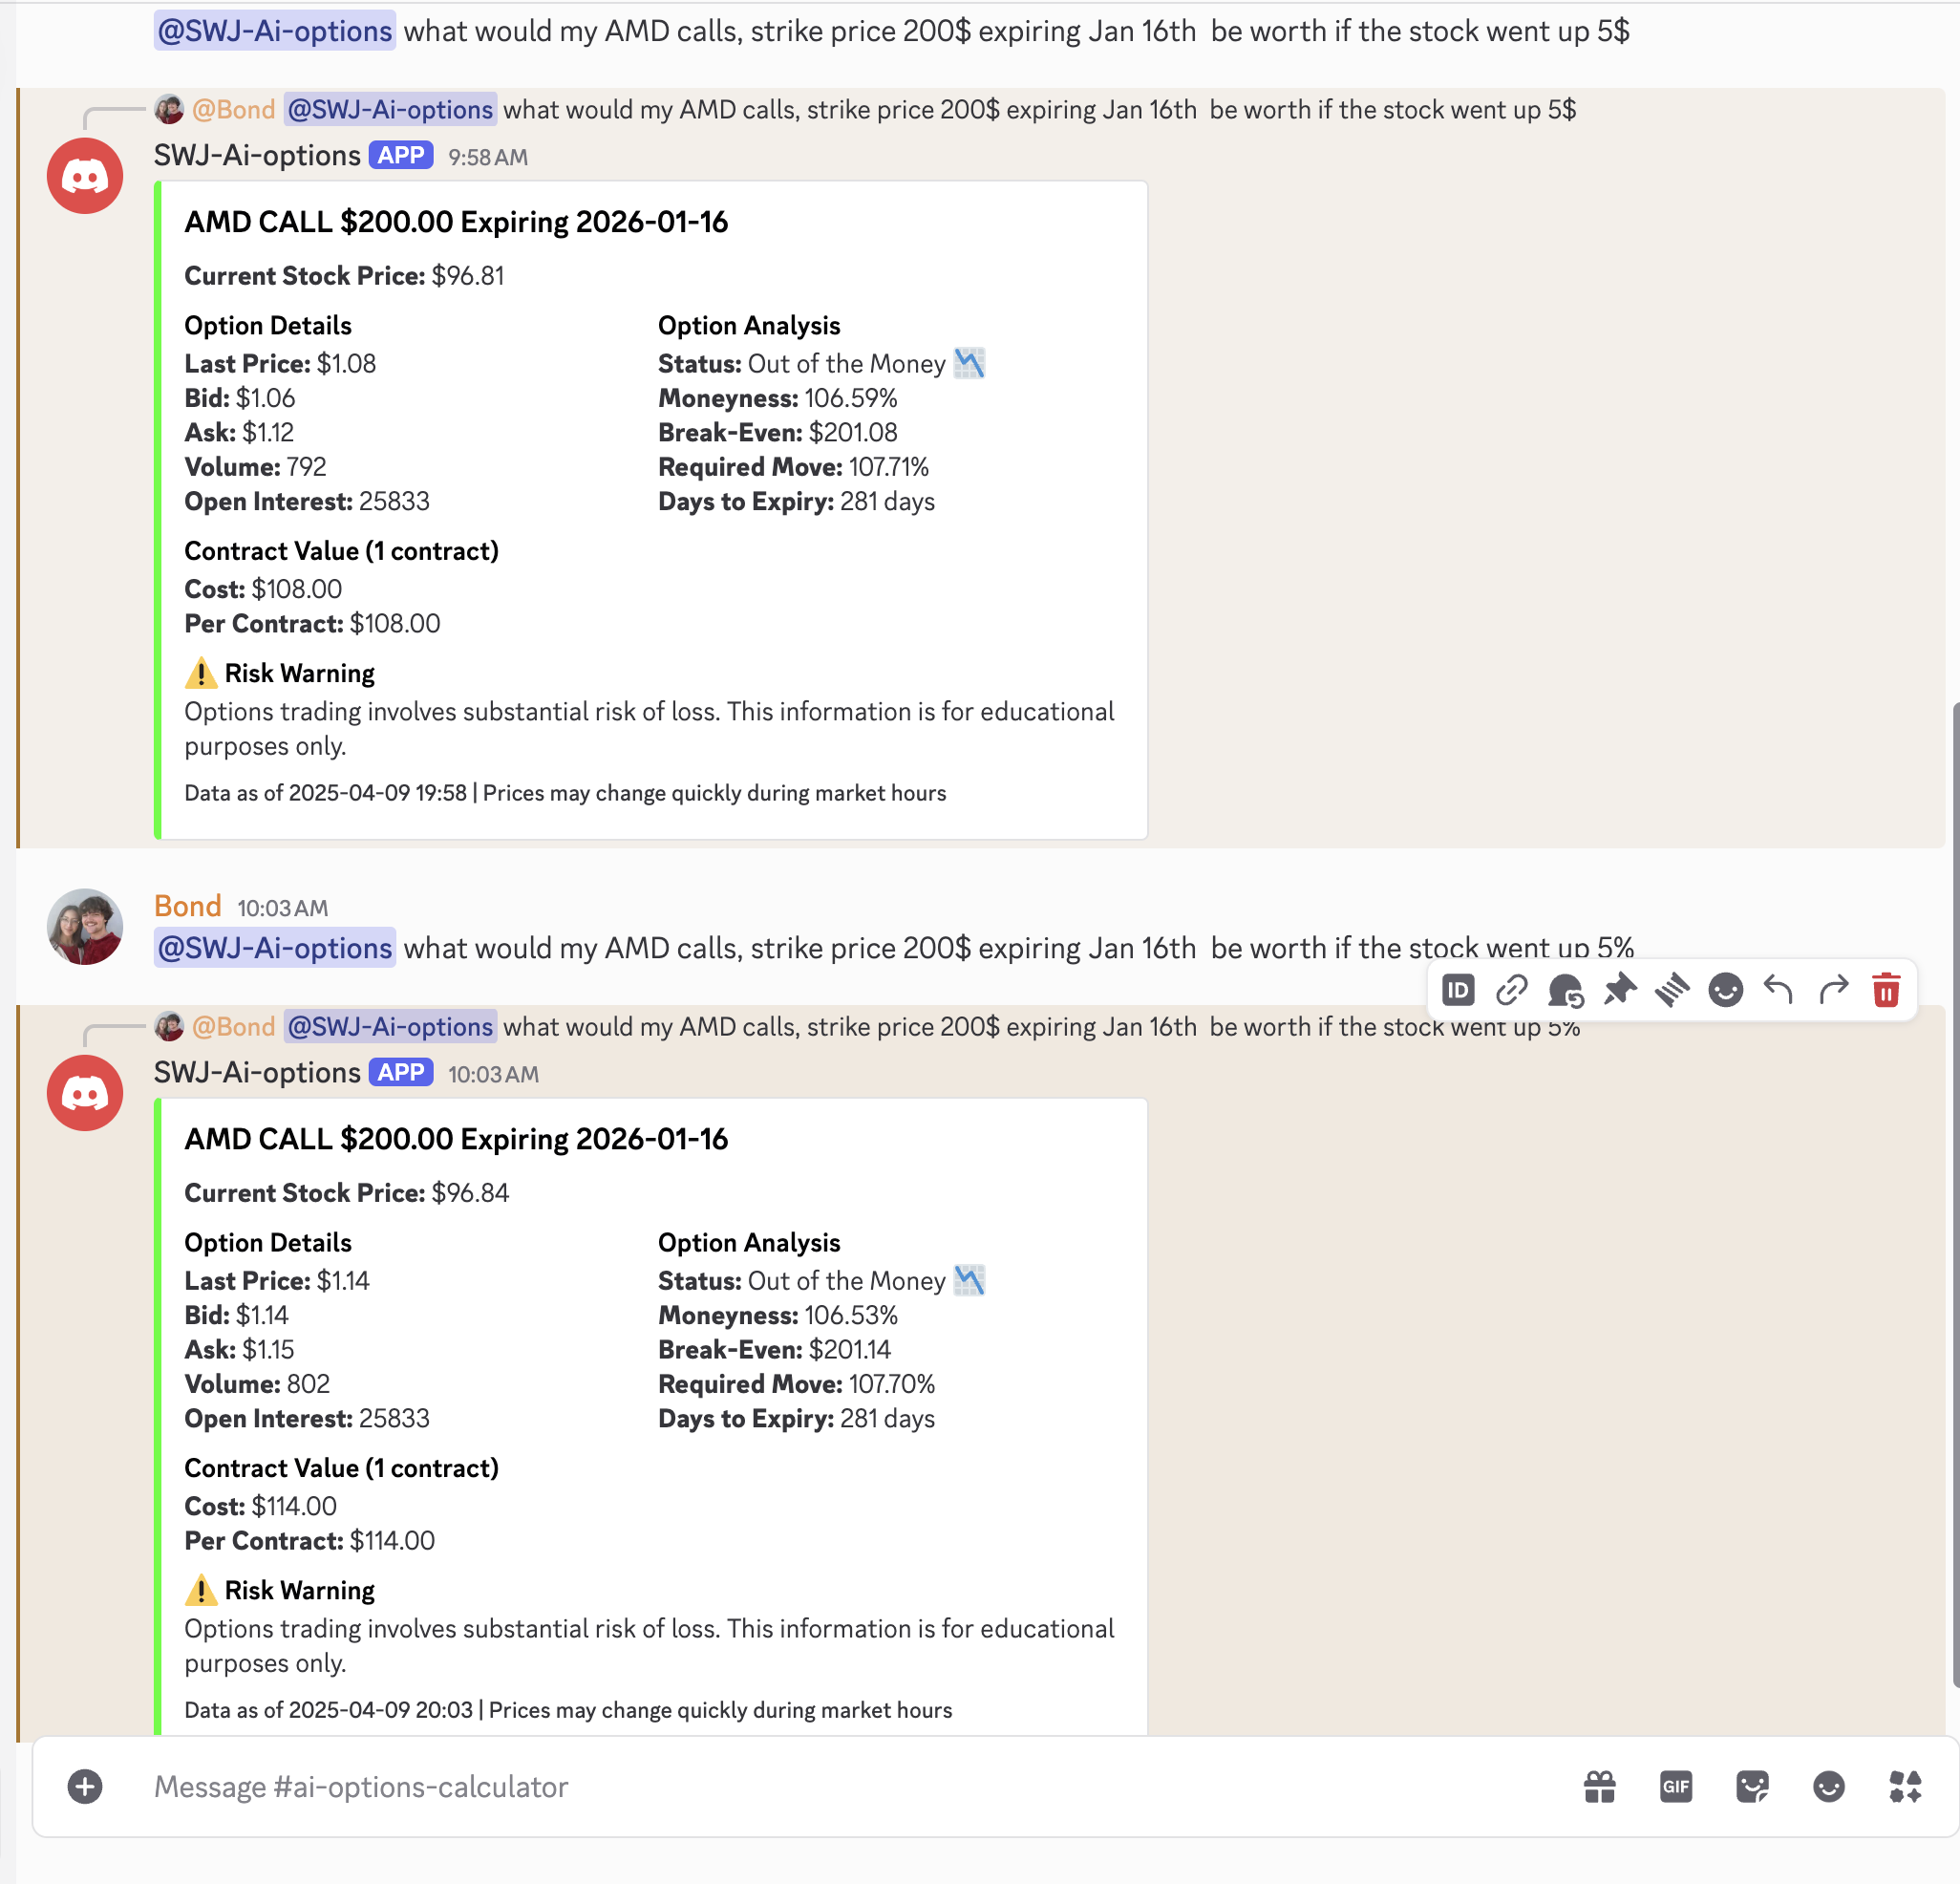 @SWJ-Ai-options what would my AMD calls, strike price 200$ expiring Jan 16th be worth if the stock went up 5$
@Bond @SWJ-Ai-options what would my AMD calls, strike price 200$ expiring Jan 16th be worth if the stock went up 5$
SWJ-Ai-options APP 9:58 AM
AMD CALL $200.00 Expiring 2026-01-16
Current Stock Price: $96.81
Option Details
Last Price: $1.08
Bid: $1.06
Ask: $1.12
Volume: 792
Open Interest: 25833
Option Analysis
Status: Out of the Money
Moneyness: 106.59%
Break-Even: $201.08
Required Move: 107.71%
Days to Expiry: 281 days
Contract Value (1 contract)
Cost: $108.00
Per Contract: $108.00
⚠️ Risk Warning
Options trading involves substantial risk of loss. This information is for educational
purposes only.
Data as of 2025-04-09 19:58 | Prices may change quickly during market hours
Bond 10:03 AM
@SWJ-Ai-options what would my AMD calls, strike price 200$ expiring Jan 16th be worth if the stock went up 5%
ID
@Bond @SWJ-Ai-options what would my AMD calls, strike price 200$ expiring Jan 16th be worth if the stock went up 5%
SWJ-Ai-options APP 10:03 AM
AMD CALL $200.00 Expiring 2026-01-16
Current Stock Price: $96.84
Option Details
Last Price: $1.14
Bid: $1.14
Ask: $1.15
Volume: 802
Open Interest: 25833
Option Analysis
Status: Out of the Money
Moneyness: 106.53%
Break-Even: $201.14
Required Move: 107.70%
Days to Expiry: 281 days
Contract Value (1 contract)
Cost: $114.00
Per Contract: $114.00
⚠️ Risk Warning
Options trading involves substantial risk of loss. This information is for educational
purposes only.
Data as of 2025-04-09 20:03 | Prices may change quickly during market hours
Message #ai-options-calculator
GIF